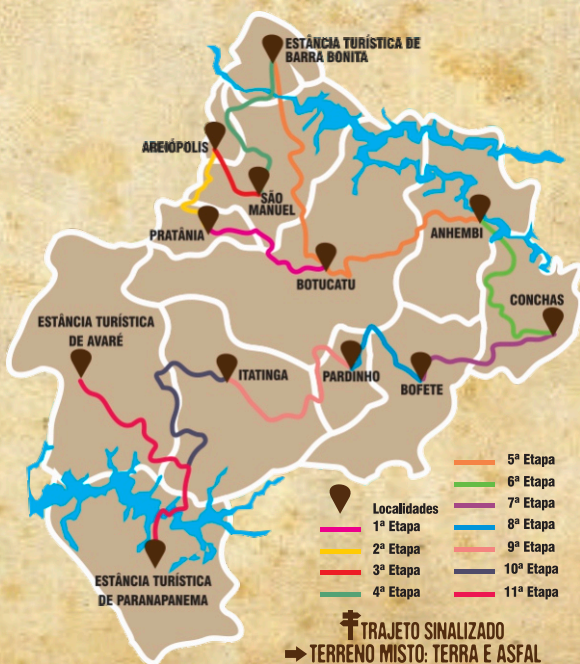 ESTÂNCIA TURÍSTICA DE
BARRA BONITA
AREIÓPOLIS
SÃO
MANUEL
PRATÂNIA
ANHEMBI
BOTUCATU
CONCHAS
ESTÂNCIA TURÍSTICA
DE AVARÉ
ITATINGA
PARDINHO
BOFETE
ESTÂNCIA TURÍSTICA
DE PARANAPANEMA
Localidades
1ª Etapa
2ª Etapa
3ª Etapa
4ª Etapa
5ª Etapa
6ª Etapa
7ª Etapa
8ª Etapa
9ª Etapa
10ª Etapa
11ª Etapa
TRAJETO SINALIZADO
TERRENO MISTO: TERRA E ASFAL